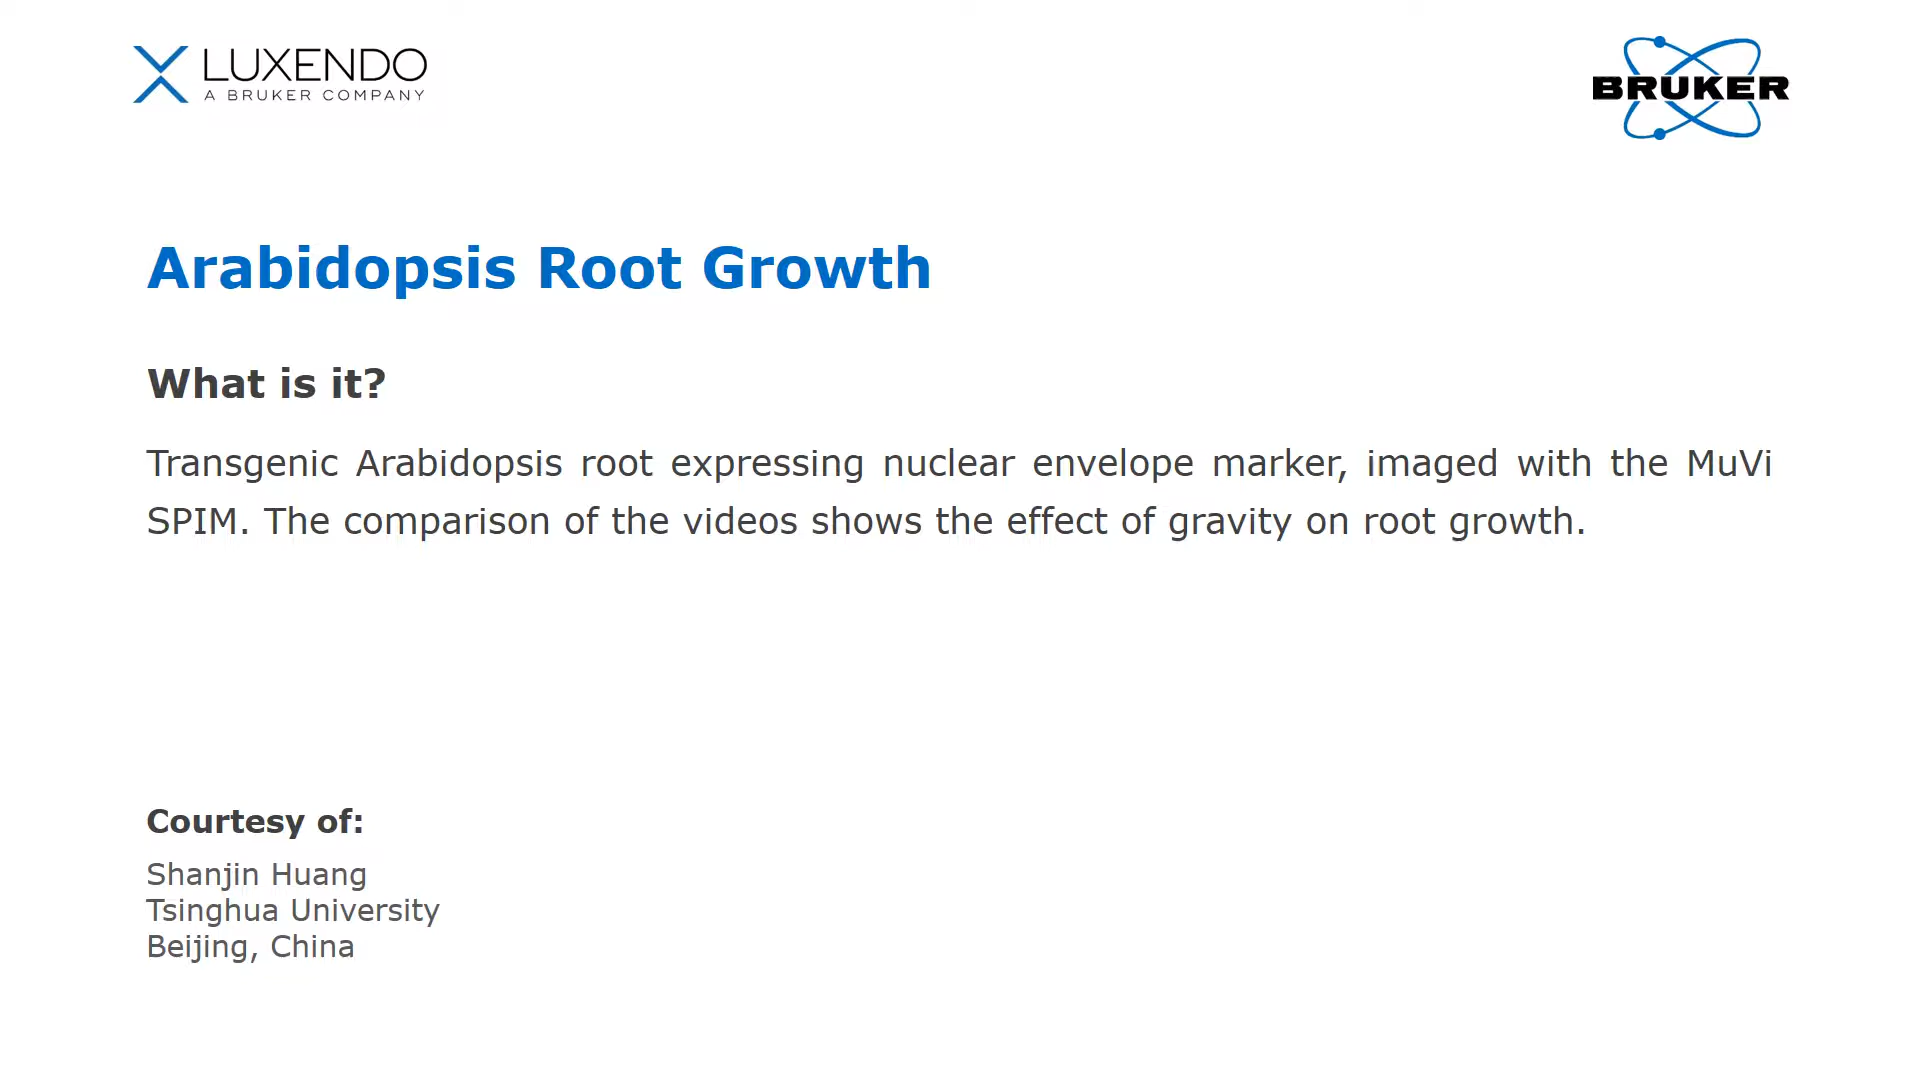 LUXENDO
A BRUKER COMPANY
BRUKER
Arabidopsis Root Growth
What is it?
Transgenic Arabidopsis root expressing nuclear envelope marker, imaged with the MuVi
SPIM. The comparison of the videos shows the effect of gravity on root growth.
Courtesy of:
Shanjin Huang
Tsinghua University
Beijing, China